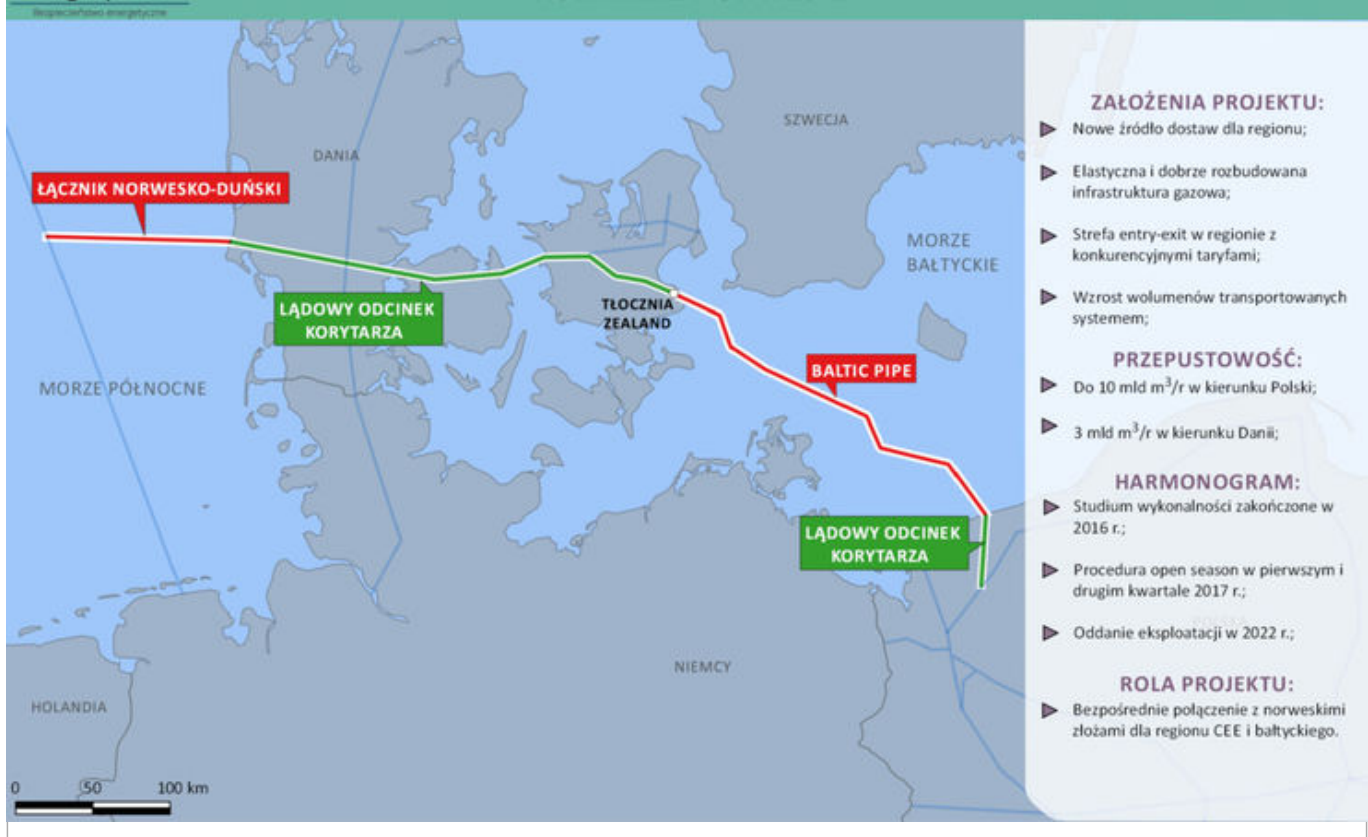 Bezpieczeństwo energetyczne
SZWECJA
DANIA
ŁĄCZNIK NORWESKO-DUŃSKI
MORZE
BAŁTYCKIE
LĄDOWY ODCINEK
KORYTARZA
TŁOCZNIA
ZEALAND
MORZE PÓŁNOCNE
BALTIC PIPE
LĄDOWY ODCINEK
KORYTARZA
NIEMCY
HOLANDIA
0 50 100 km
ZAŁOŻENIA PROJEKTU:
Nowe źródło dostaw dla regionu;
Elastyczna i dobrze rozbudowana
infrastruktura gazowa;
Strefa entry-exit w regionie z
konkurencyjnymi taryfami;
Wzrost wolumenów transportowanych
systemem;
PRZEPUSTOWOŚĆ:
Do 10 mld m³/r w kierunku Polski;
3 mld m³/r w kierunku Danii;
HARMONOGRAM:
Studium wykonalności zakończone w
2016 r.;
Procedura open season w pierwszym i
drugim kwartale 2017 r.;
POLSKA
Oddanie eksploatacji w 2022 r.;
ROLA PROJEKTU:
Bezpośrednie połączenie z norweskimi
złożami dla regionu CEE i bałtyckiego.